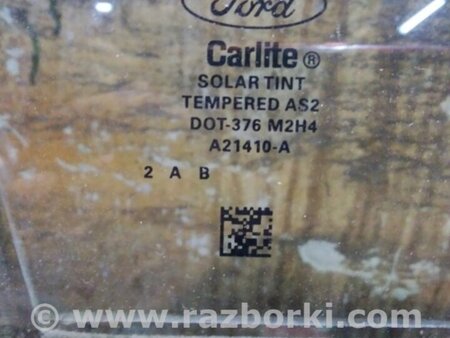 Ford
Carlite®
SOLAR TINT
TEMPERED AS2
DOT-376 M2H4
A21410-A
2 A B
© www.razborki.com